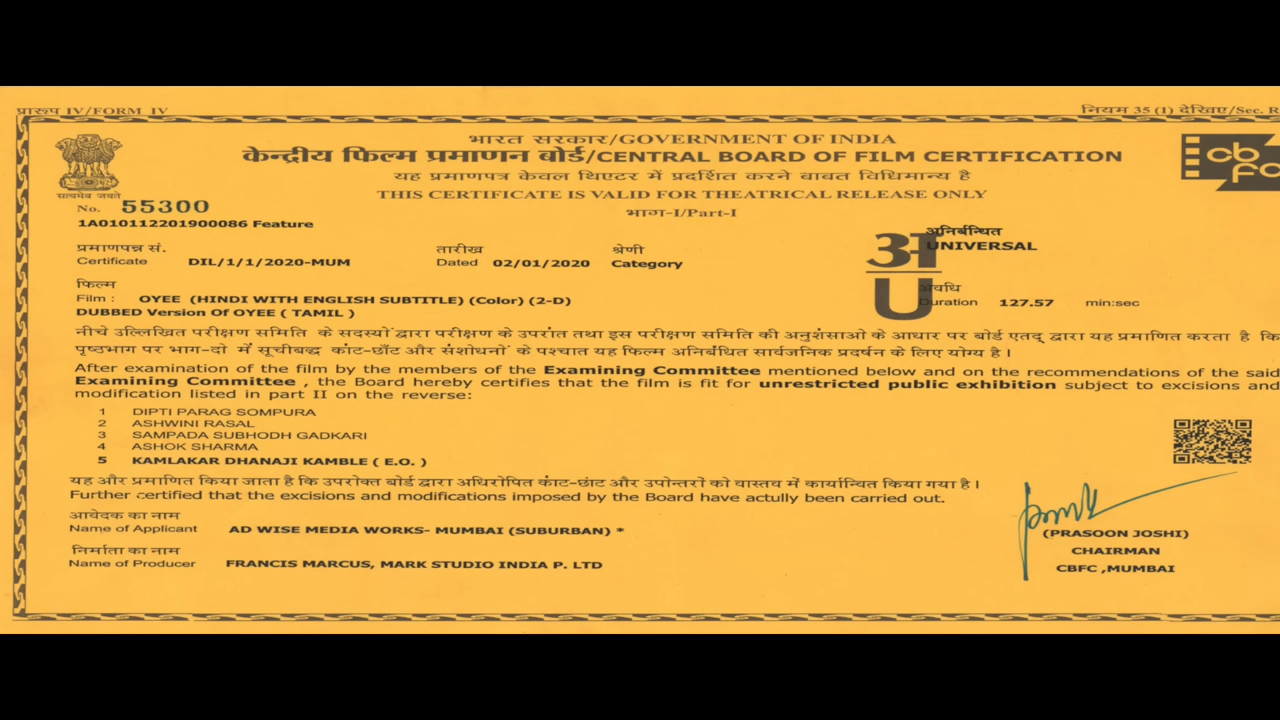 प्रारूप IV/FORM IV
नियम 35 (1) देखिए/Sec. R
भारत सरकार/GOVERNMENT OF INDIA
केन्द्रीय फिल्म प्रमाणन बोर्ड/CENTRAL BOARD OF FILM CERTIFICATION
cb
fc
यह प्रमाणपत्र केवल थिएटर में प्रदर्शित करने बाबत विधिमान्य है
THIS CERTIFICATE IS VALID FOR THEATRICAL RELEASE ONLY
सत्यमेव जयते
No. 55300
भाग-I/Part-I
1A010112201900086 Feature
अ
U
अनिर्बन्धित
UNIVERSAL
प्रमाणपन्न सं. तारीख श्रेणी
Certificate DIL/1/1/2020-MUM Dated 02/01/2020 Category
फिल्म अवधि
Film : OYEE (HINDI WITH ENGLISH SUBTITLE) (Color) (2-D) Duration 127.57 min:sec
DUBBED Version Of OYEE ( TAMIL )
नीचे उल्लिखित परीक्षण समिति के सदस्यों द्वारा परीक्षण के उपरांत तथा इस परीक्षण समिति की अनुशंसाओ के आधार पर बोर्ड एतद् द्वारा यह प्रमाणित करता है कि
पृष्ठभाग पर भाग-दो में सूचीबद्ध कांट-छाँट और संशोधनों के पश्चात यह फिल्म अनिबंधित सार्वजनिक प्रदर्शन के लिए योग्य है।
After examination of the film by the members of the Examining Committee mentioned below and on the recommendations of the said
Examining Committee , the Board hereby certifies that the film is fit for unrestricted public exhibition subject to excisions and
modification listed in part II on the reverse:
1 DIPTI PARAG SOMPURA
2 ASHWINI RASAL
3 SAMPADA SUBHODH GADKARI
4 ASHOK SHARMA
5 KAMLAKAR DHANAJI KAMBLE ( E.O. )
यह और प्रमाणित किया जाता है कि उपरोक्त बोर्ड द्वारा अधिरोपित कांट-छांट और उपोन्तरों को वास्तव में कार्यान्वित किया गया है।
Further certified that the excisions and modifications imposed by the Board have actully been carried out.
आवेदक का नाम
Name of Applicant AD WISE MEDIA WORKS- MUMBAI (SUBURBAN) *
निर्माता का नाम
Name of Producer FRANCIS MARCUS, MARK STUDIO INDIA P. LTD
(PRASOON JOSHI)
CHAIRMAN
CBFC ,MUMBAI